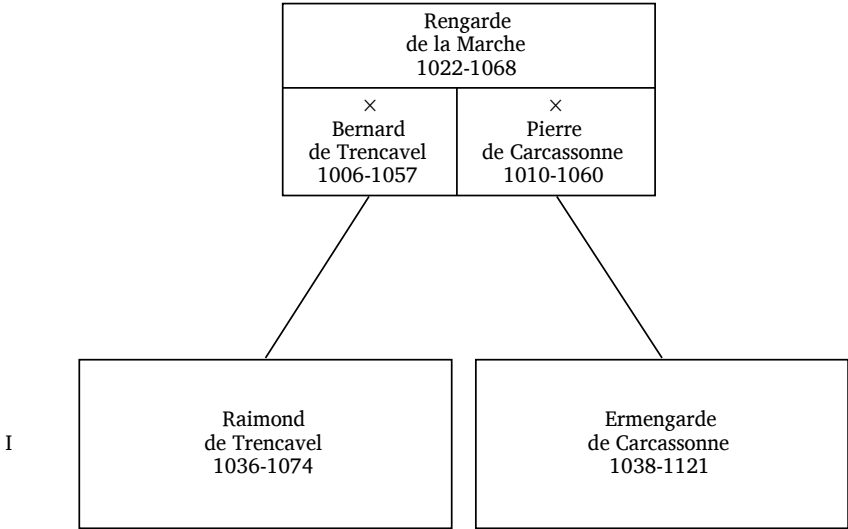 Rengarde
de la Marche
1022-1068
×
Bernard
de Trencavel
1006-1057
×
Pierre
de Carcassonne
1010-1060
I
Raimond
de Trencavel
1036-1074
Ermengarde
de Carcassonne
1038-1121